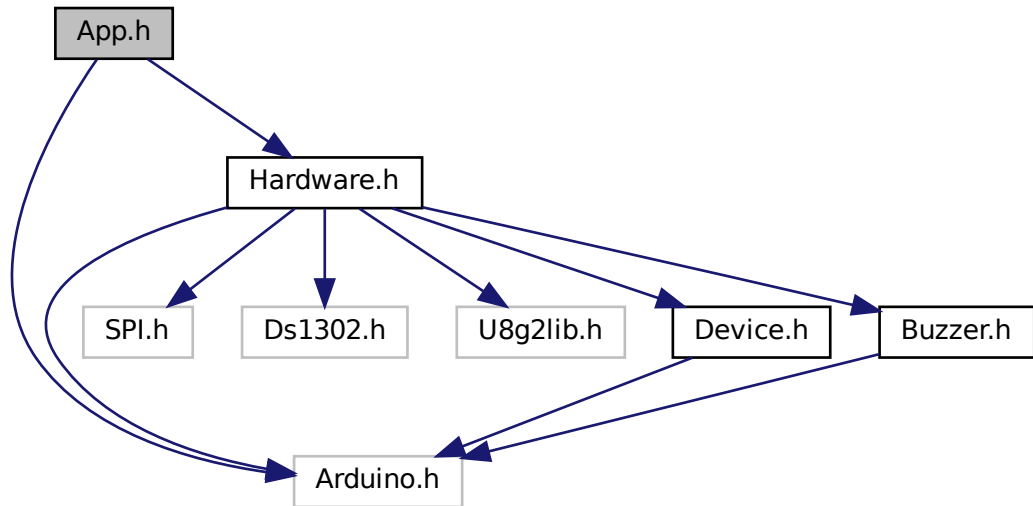 App.h
Hardware.h
SPI.h
Ds1302.h
U8g2lib.h
Device.h
Buzzer.h
Arduino.h